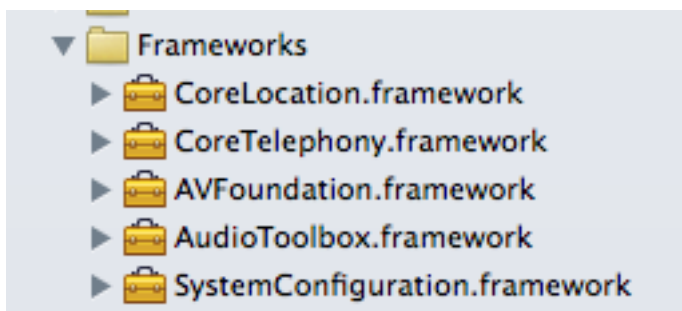 Frameworks
CoreLocation.framework
CoreTelephony.framework
AVFoundation.framework
AudioToolbox.framework
SystemConfiguration.framework